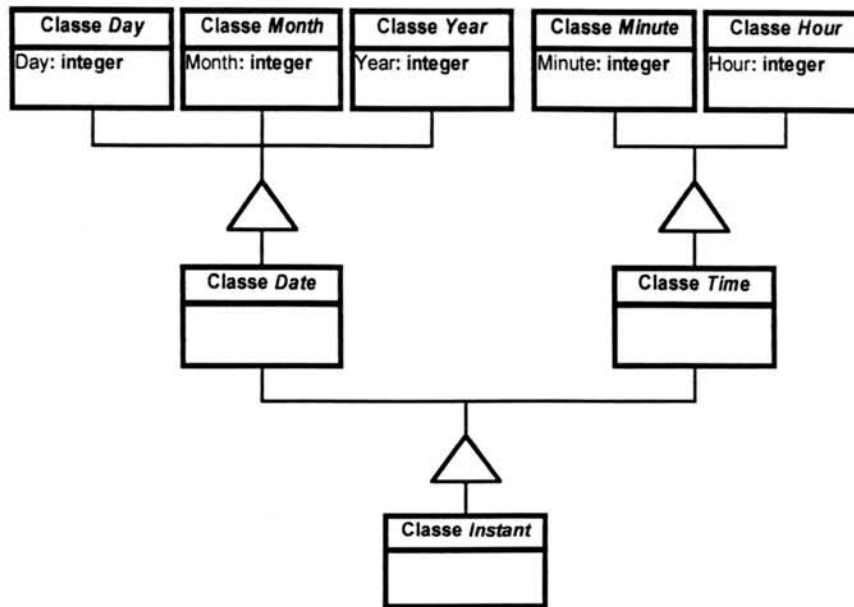 Classe Day
Day: integer
Classe Month
Month: integer
Classe Year
Year: integer
Classe Minute
Minute: integer
Classe Hour
Hour: integer
Classe Date
Classe Time
Classe Instant